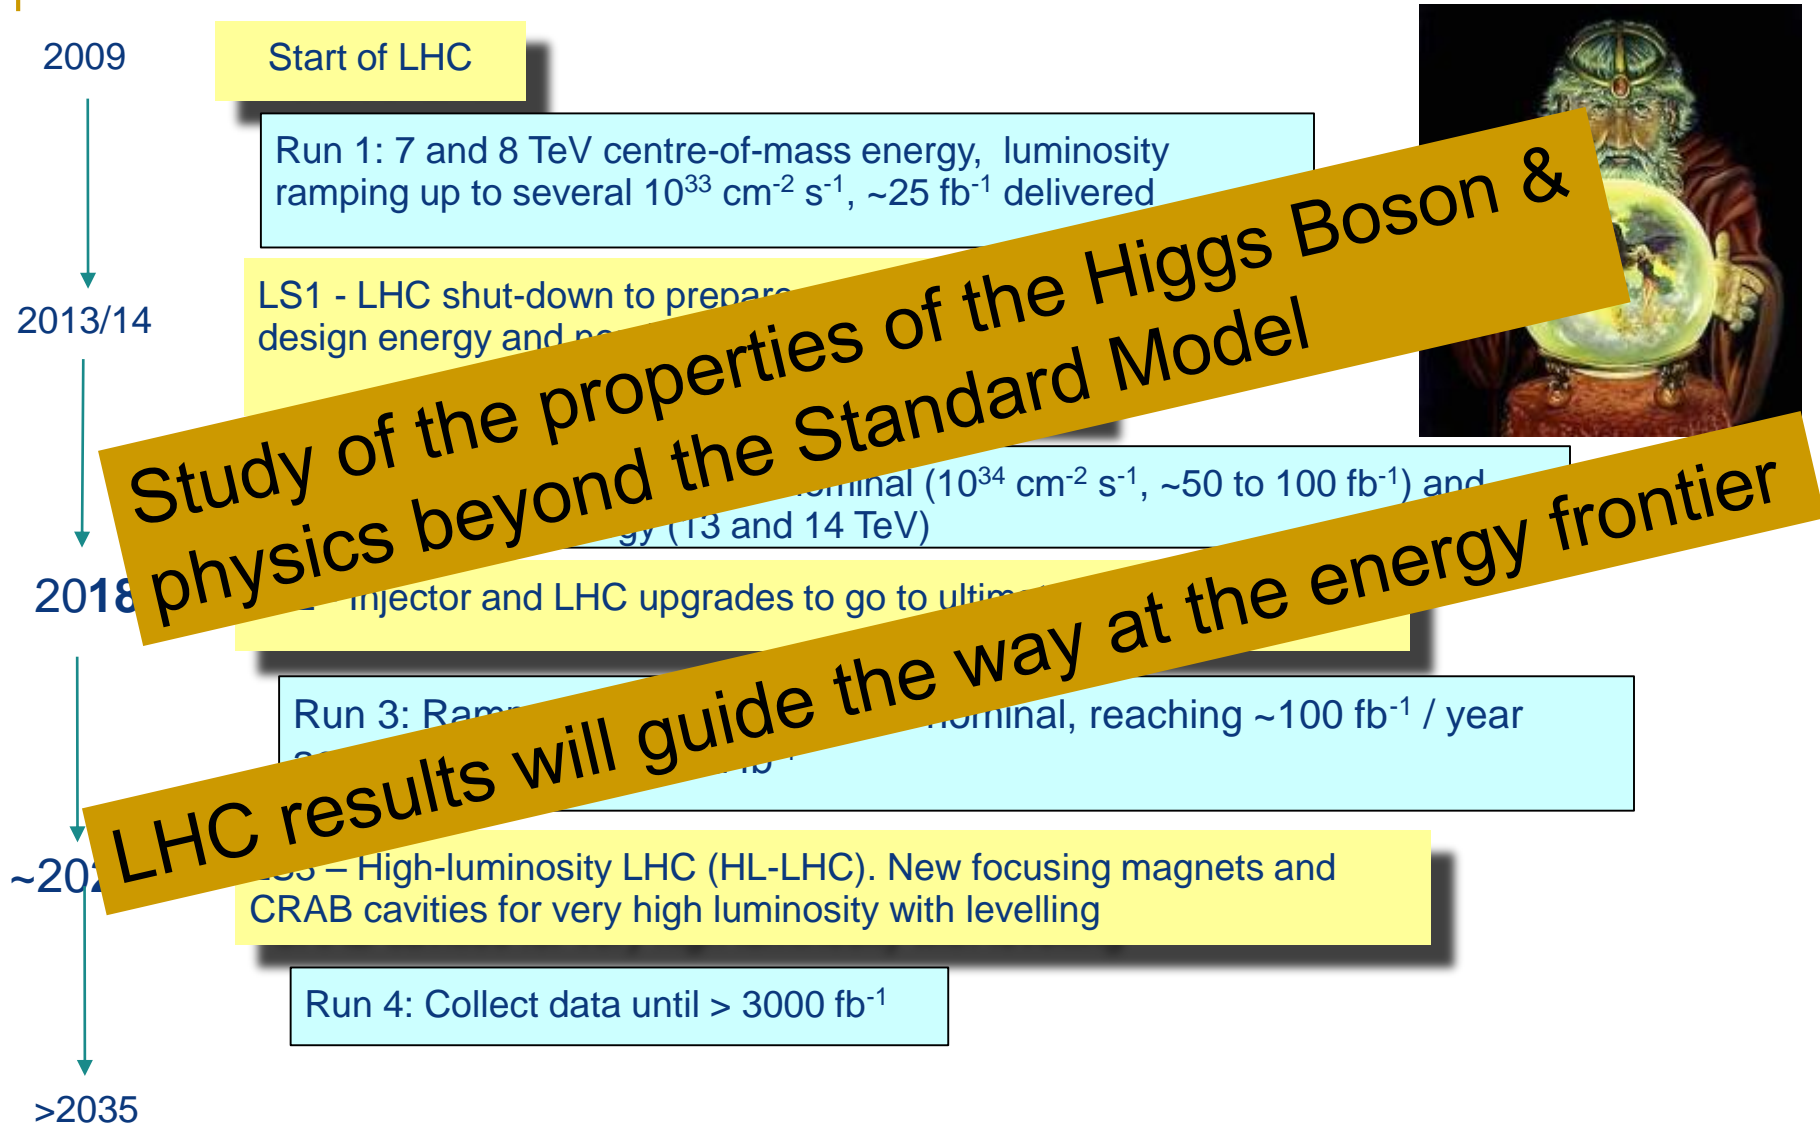 2009
Start of LHC
Run 1: 7 and 8 TeV centre-of-mass energy, luminosity
ramping up to several 10³³ cm⁻² s⁻¹, ~25 fb⁻¹ delivered
2013/14
LS1 - LHC shut-down to prepare
design energy and
Study of the properties of the Higgs Boson &
physics beyond the Standard Model
(10³⁴ cm⁻² s⁻¹, ~50 to 100 fb⁻¹) and
(13 and 14 TeV)
2018
- Injector and LHC upgrades to go to
Run 3: nominal, reaching ~100 fb⁻¹ / year
LHC results will guide the way at the energy frontier
– High-luminosity LHC (HL-LHC). New focusing magnets and
CRAB cavities for very high luminosity with levelling
Run 4: Collect data until > 3000 fb⁻¹
>2035